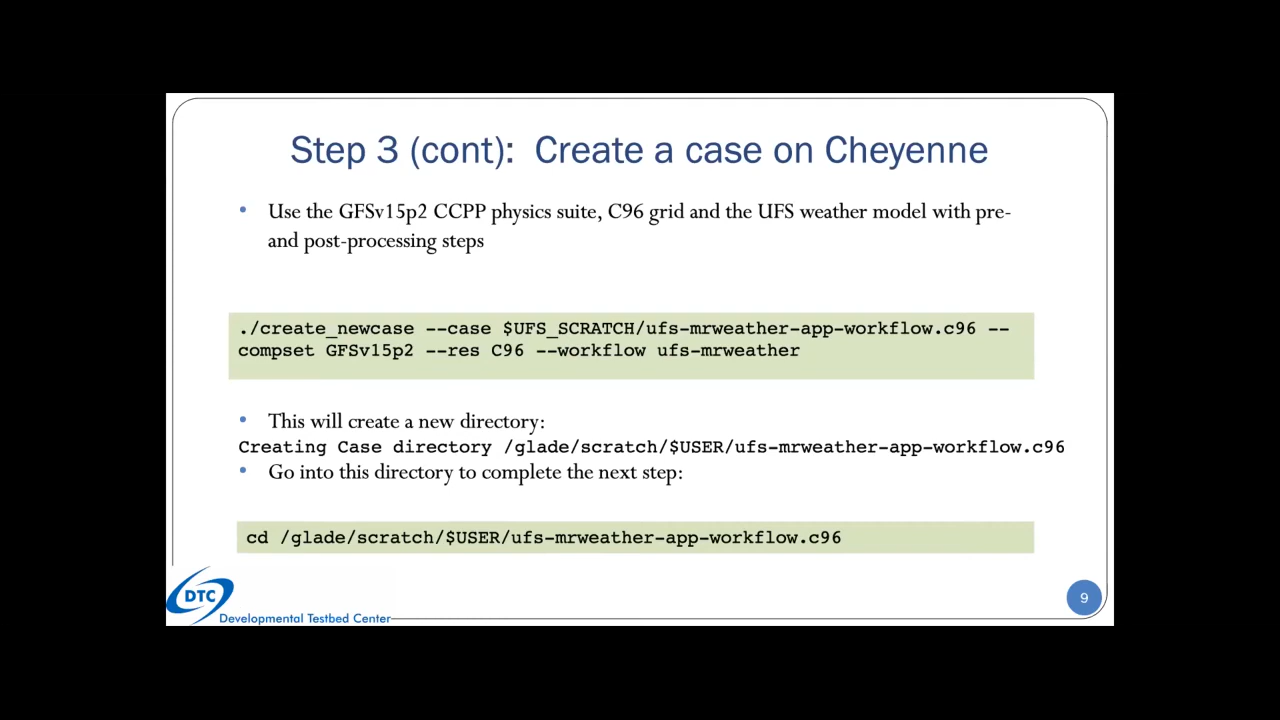 Step 3 (cont):  Create a case on Cheyenne
• Use the GFSv15p2 CCPP physics suite, C96 grid and the UFS weather model with pre-
and post-processing steps
./create_newcase --case $UFS_SCRATCH/ufs-mrweather-app-workflow.c96 --
compset GFSv15p2 --res C96 --workflow ufs-mrweather
• This will create a new directory:
Creating Case directory /glade/scratch/$USER/ufs-mrweather-app-workflow.c96
• Go into this directory to complete the next step:
cd /glade/scratch/$USER/ufs-mrweather-app-workflow.c96
DTC
Developmental Testbed Center
9